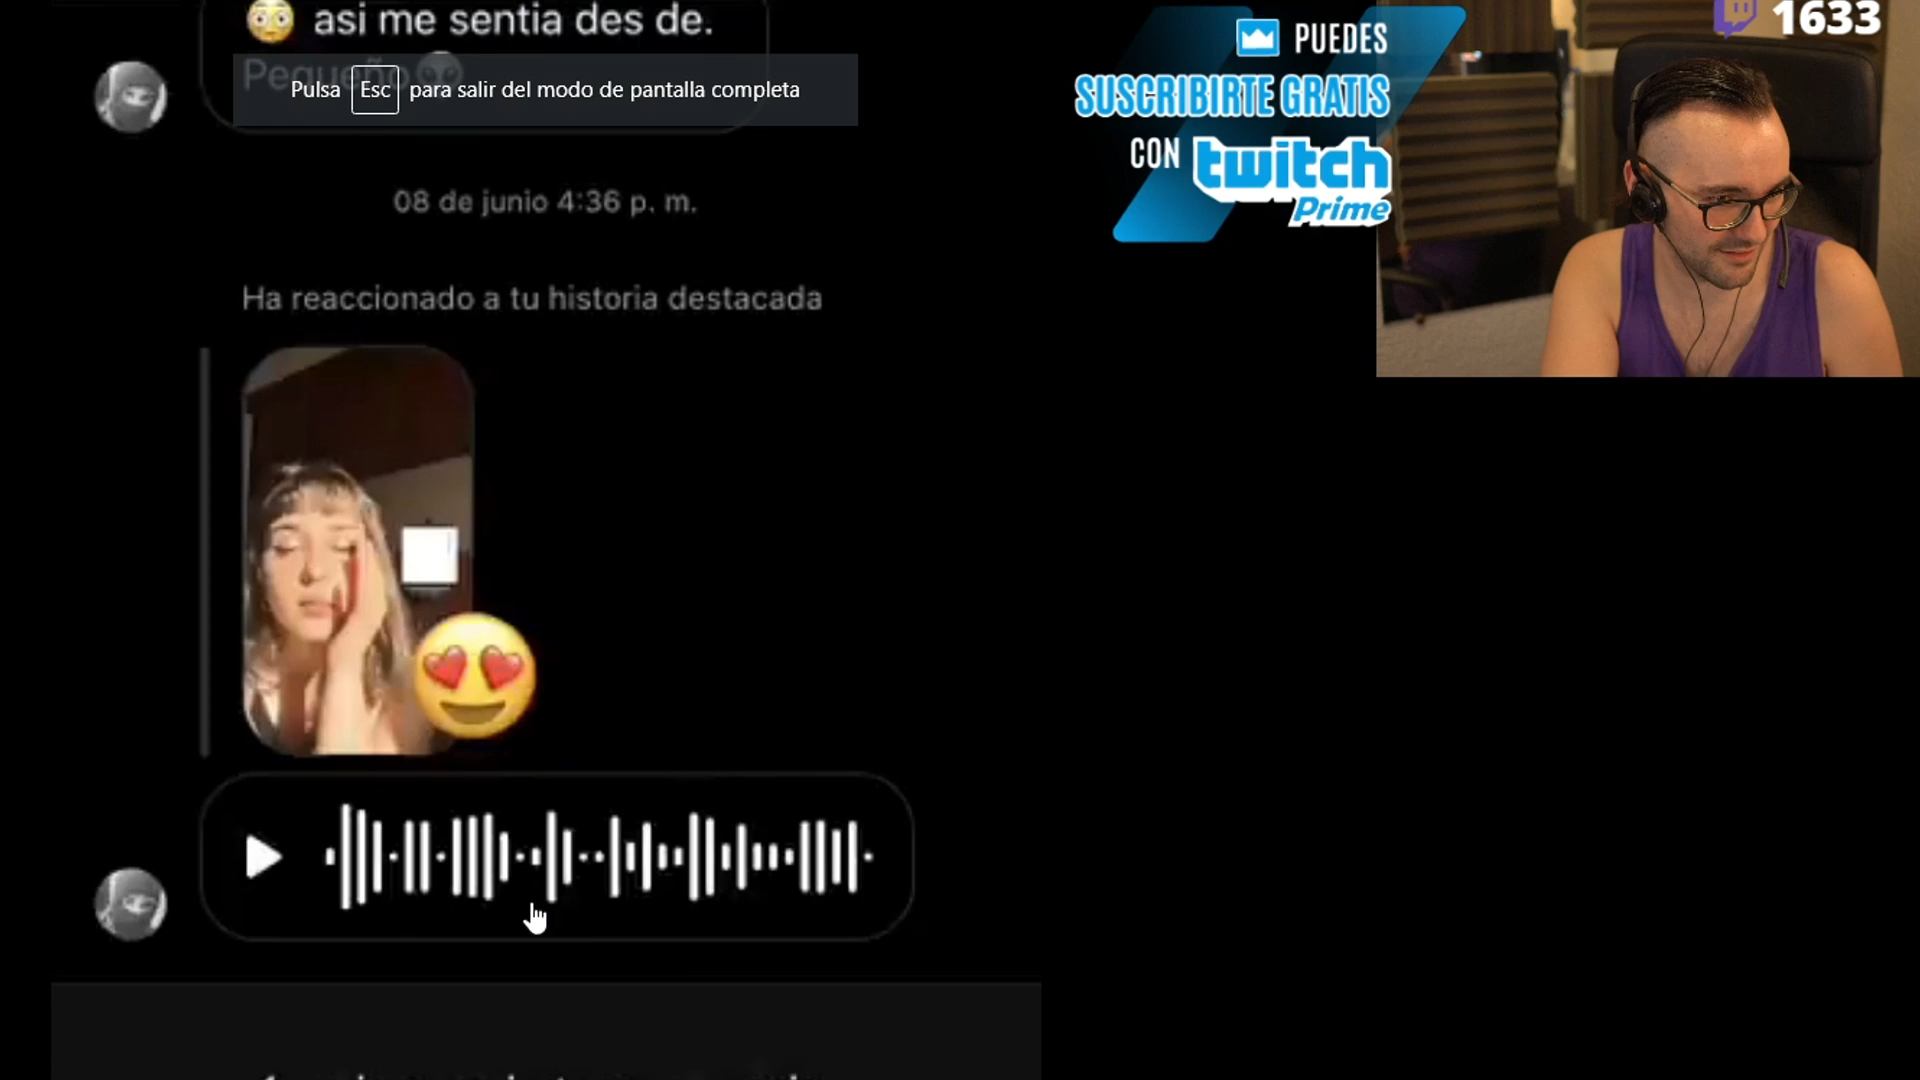 asi me sentia des de.
Pequeño
Pulsa Esc para salir del modo de pantalla completa
08 de junio 4:36 p. m.
Ha reaccionado a tu historia destacada
PUEDES
SUSCRIBIRTE GRATIS
CON twitch
Prime
1633